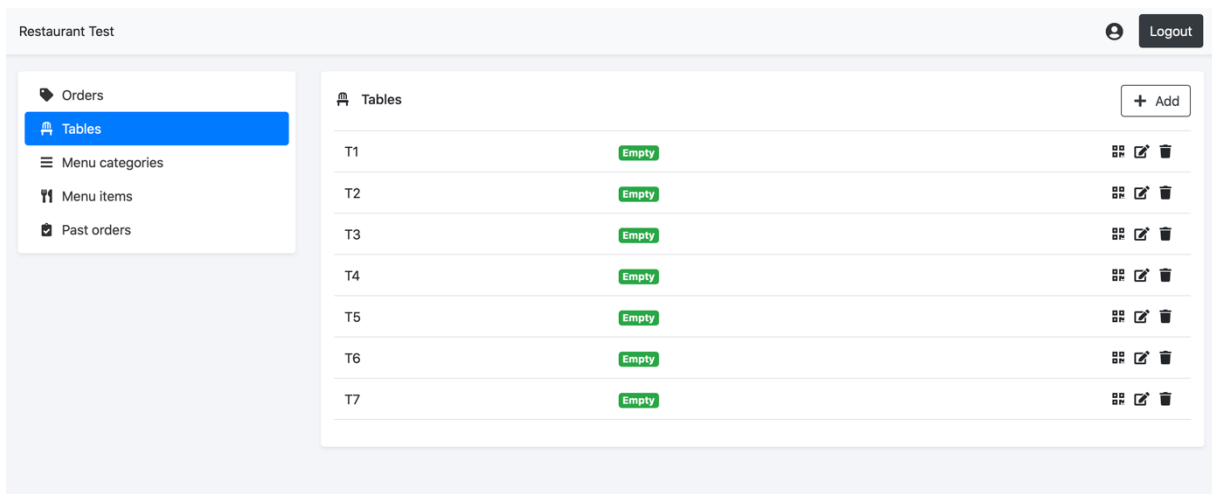 Restaurant Test
Logout
Orders
Tables
Menu categories
Menu items
Past orders
Tables
+ Add
T1 Empty
T2 Empty
T3 Empty
T4 Empty
T5 Empty
T6 Empty
T7 Empty